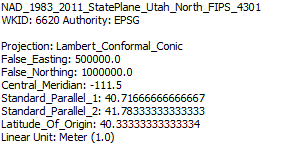 NAD_1983_2011_StatePlane_Utah_North_FIPS_4301
WKID: 6620 Authority: EPSG
Projection: Lambert_Conformal_Conic
False_Easting: 500000.0
False_Northing: 1000000.0
Central_Meridian: -111.5
Standard_Parallel_1: 40.71666666666667
Standard_Parallel_2: 41.78333333333333
Latitude_Of_Origin: 40.33333333333334
Linear Unit: Meter (1.0)